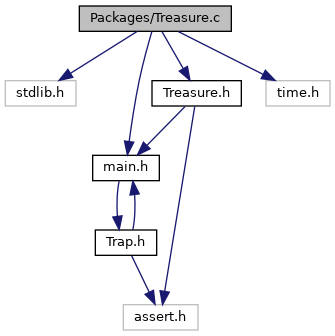 Packages/Treasure.c
stdlib.h
Treasure.h
time.h
main.h
Trap.h
assert.h